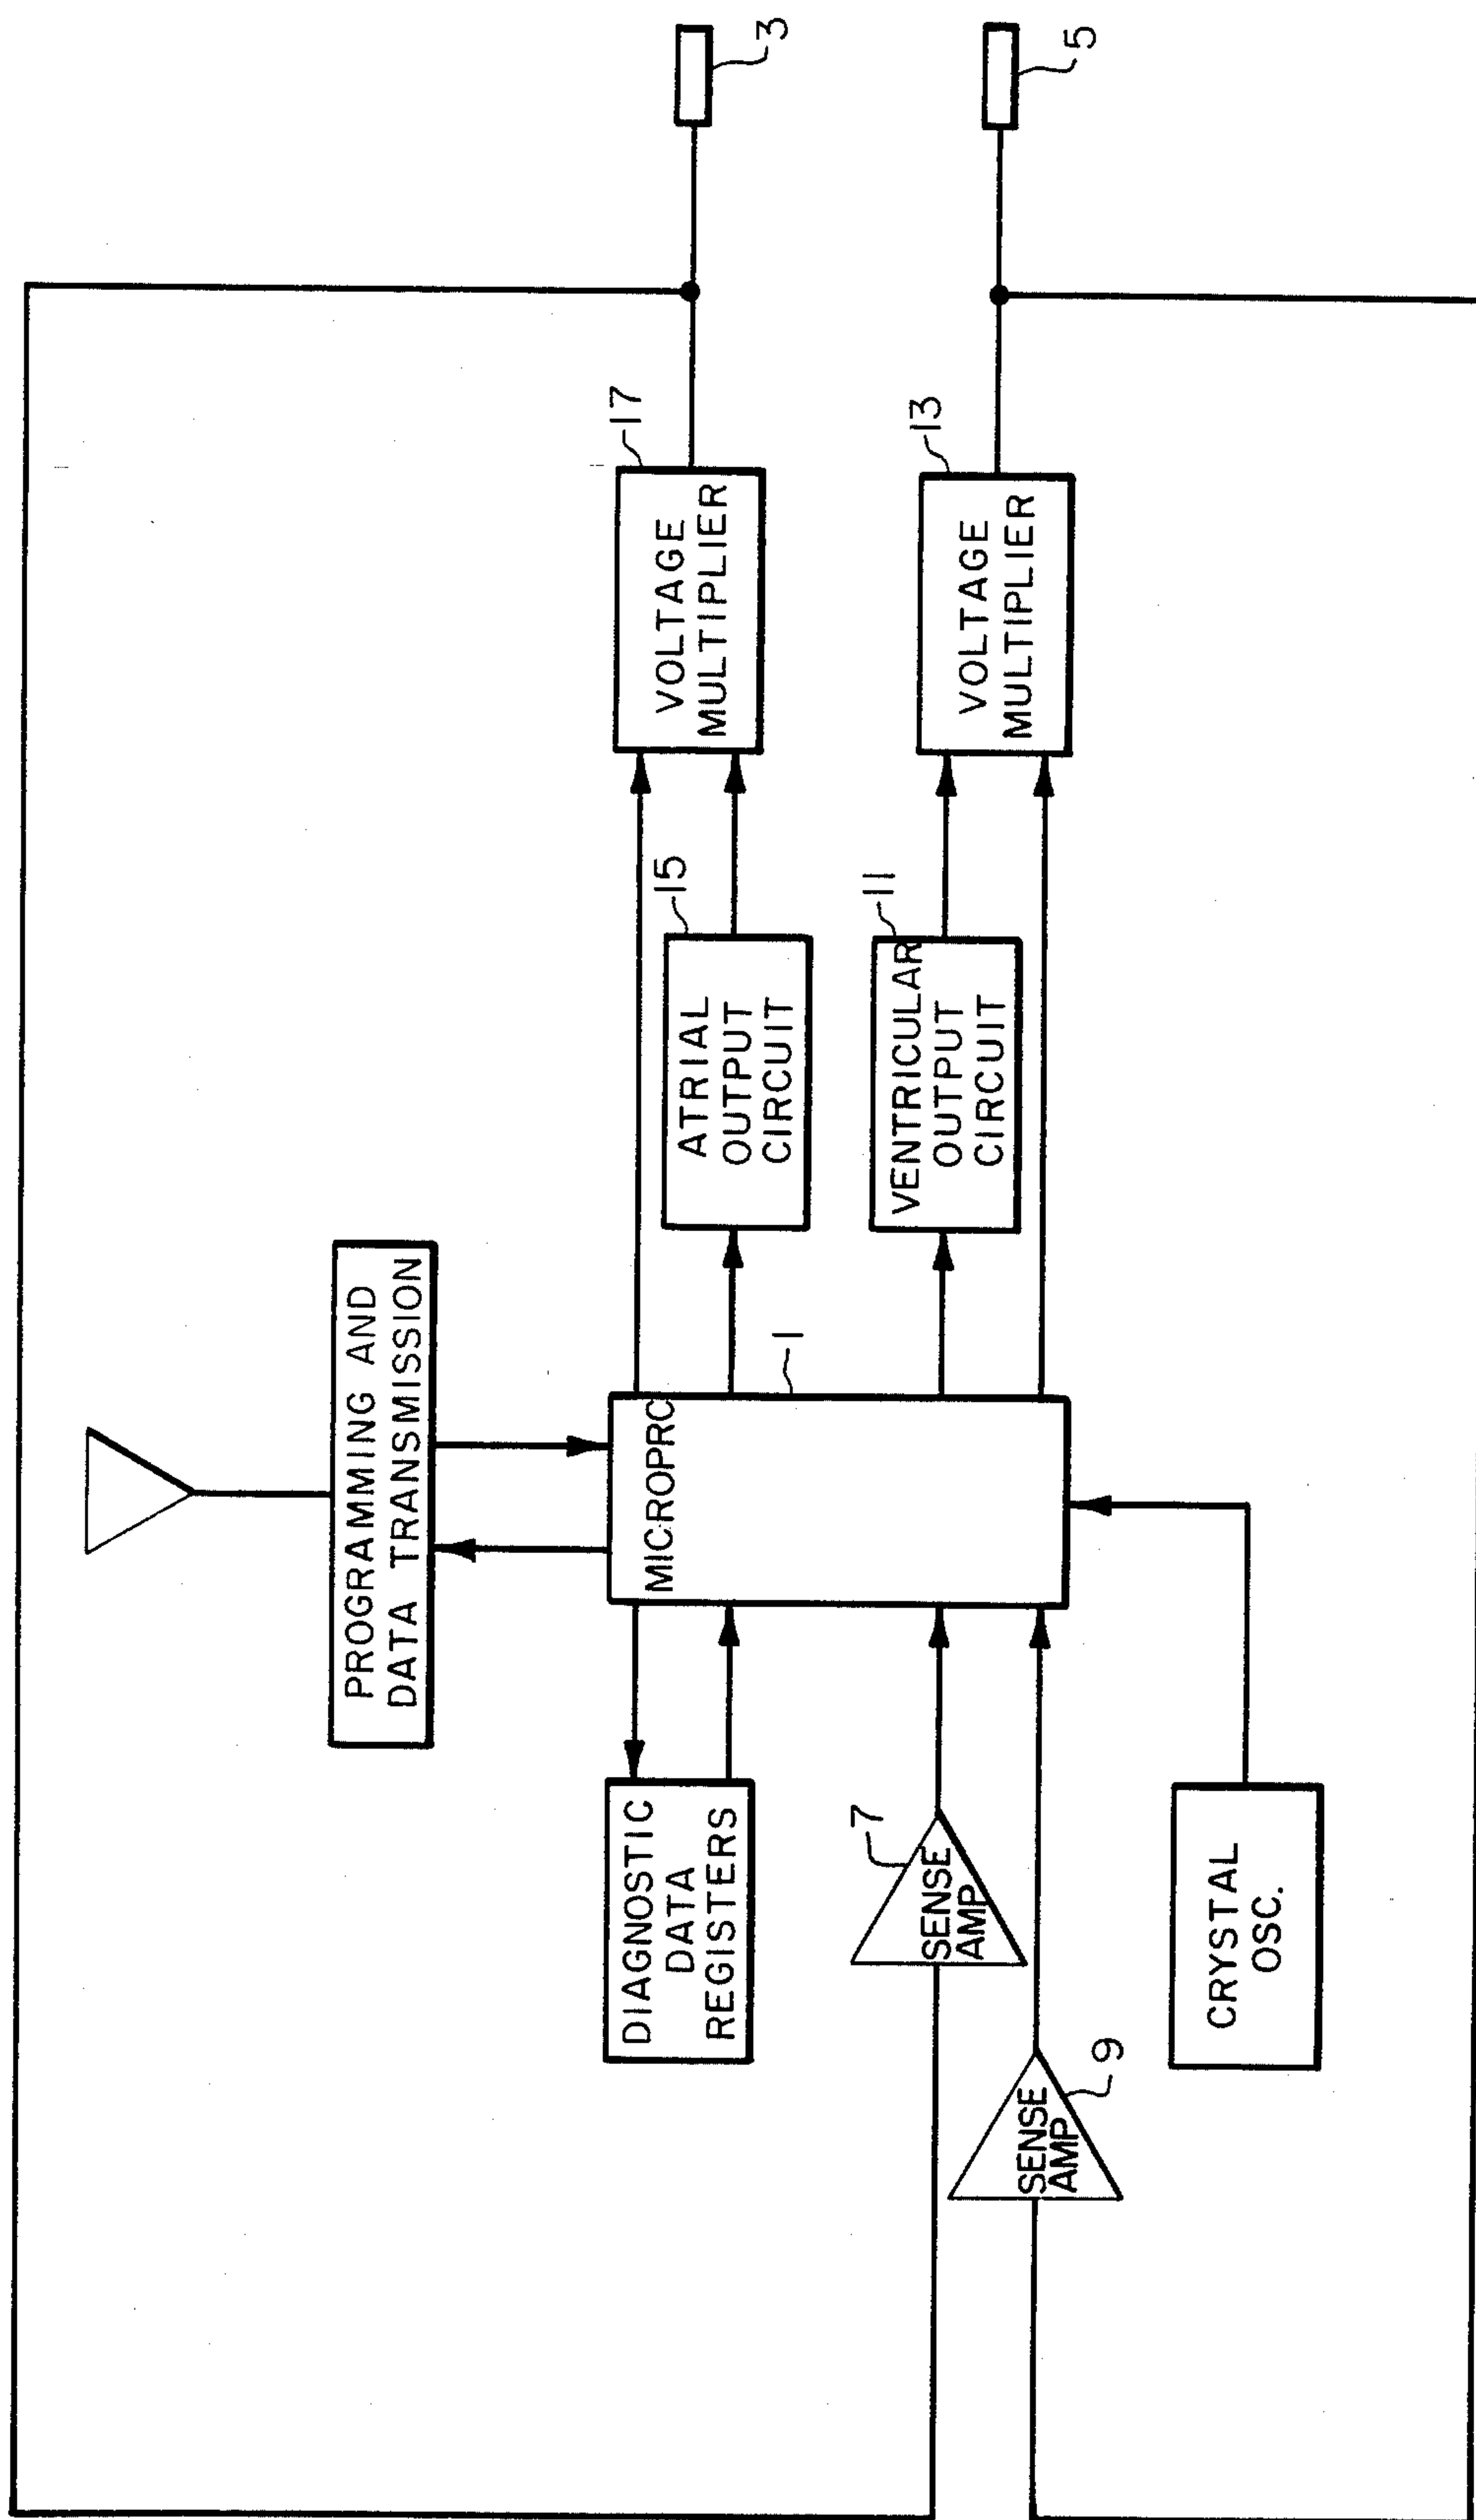 PROGRAMMING AND
DATA TRANSMISSION
DIAGNOSTIC
DATA
REGISTERS
MICROPRC
1
ATRIAL
OUTPUT
CIRCUIT
15
VOLTAGE
MULTIPLIER
17
3
SENSE
AMP
7
VENTRICULAR
OUTPUT
CIRCUIT
11
VOLTAGE
MULTIPLIER
13
5
SENSE
AMP
9
CRYSTAL
OSC.